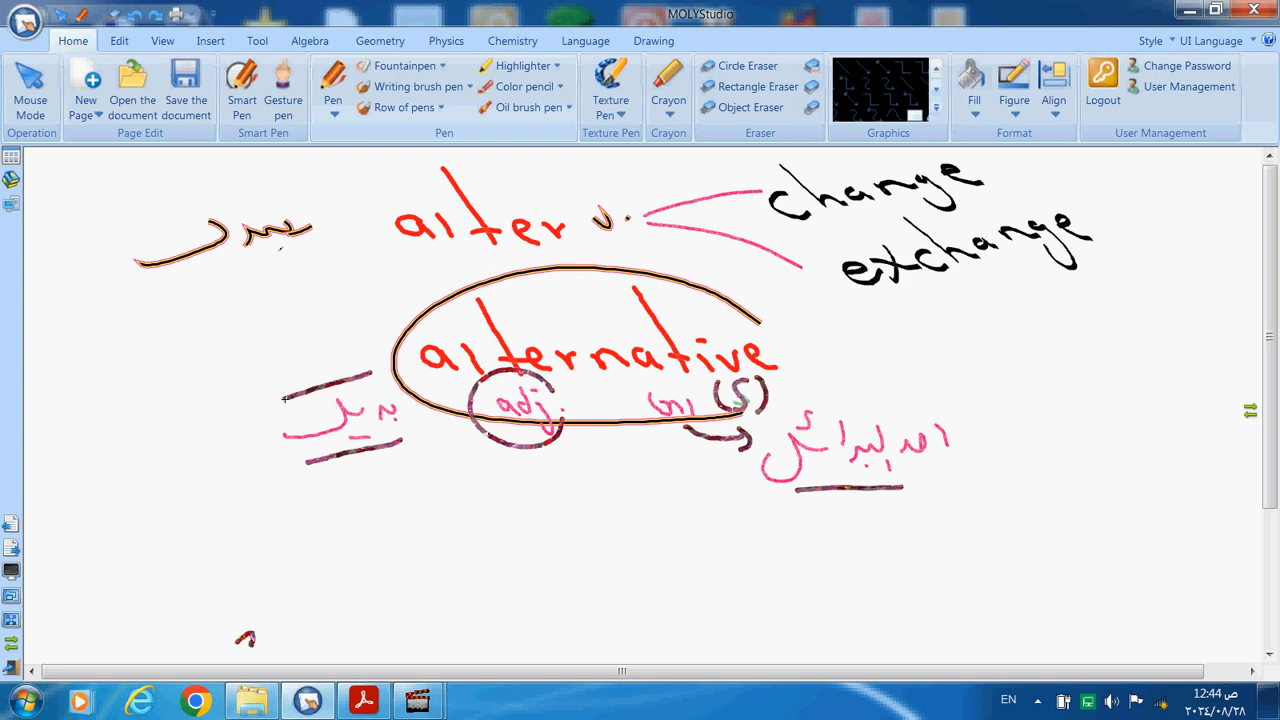 MOLYStudio
Home Edit View Insert Tool Algebra Geometry Physics Chemistry Language Drawing Style UI Language
Mouse Mode
New Page
Open the document
Save the document
Smart Pen
Gesture pen
Pen
Fountainpen
Writing brush pen
Row of pens
Highlighter
Color pencil
Oil brush pen
Texture Pen
Crayon
Circle Eraser
Rectangle Eraser
Object Eraser
Fill
Figure
Align
Logout
Change Password
User Management
Operation Page Edit Smart Pen Pen Texture Pen Crayon Eraser Graphics Format User Management
change
alter v.
exchange
alternative
adj. (n) (s)
بديل
EN
12:44 ص
٢٠٢٤/٠٨/٢٨